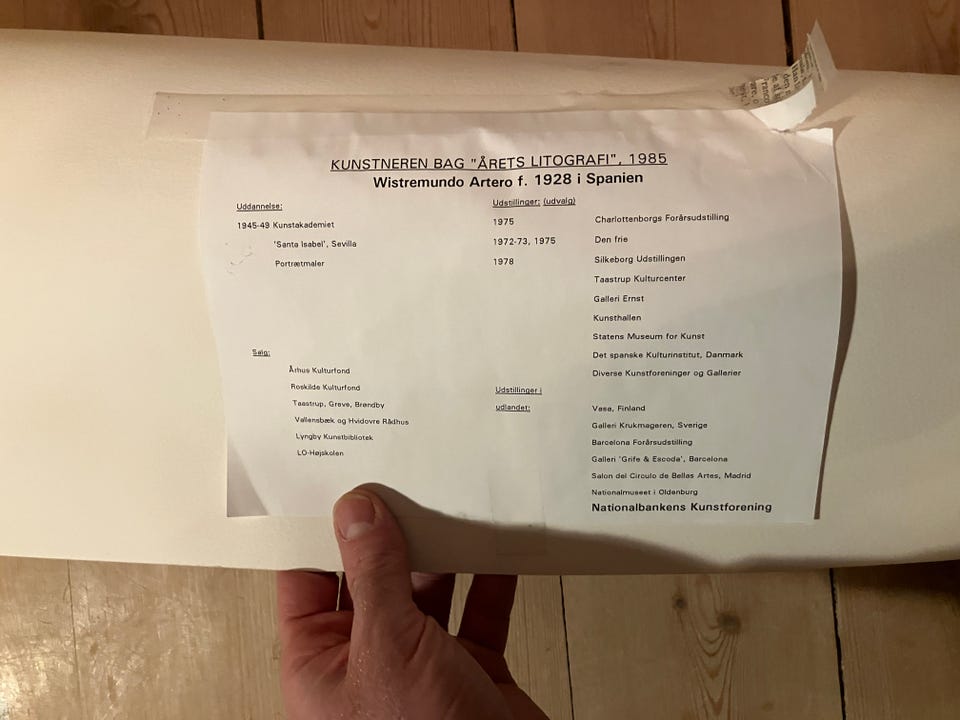 KUNSTNEREN BAG "ÅRETS LITOGRAFI", 1985
Wistremundo Artero f. 1928 i Spanien
Uddannelse:
1945-49 Kunstakademiet
'Santa Isabel', Sevilla
Portrætmaler
Udstillinger: (udvalg)
1975 Charlottenborgs Forårsudstilling
1972-73, 1975 Den frie
1978 Silkeborg Udstillingen
Taastrup Kulturcenter
Galleri Ernst
Kunsthallen
Statens Museum for Kunst
Det spanske Kulturinstitut, Danmark
Diverse Kunstforeninger og Gallerier
Salg:
Århus Kulturfond
Roskilde Kulturfond
Taastrup, Greve, Brøndby
Vallensbæk og Hvidovre Rådhus
Lyngby Kunstbibliotek
LO-Højskolen
Udstillinger i
udlandet: Vasa, Finland
Galleri Krukmageren, Sverige
Barcelona Forårsudstilling
Galleri 'Grife & Escoda', Barcelona
Salon del Circulo de Bellas Artes, Madrid
Nationalmuseet i Oldenburg
Nationalbankens Kunstforening